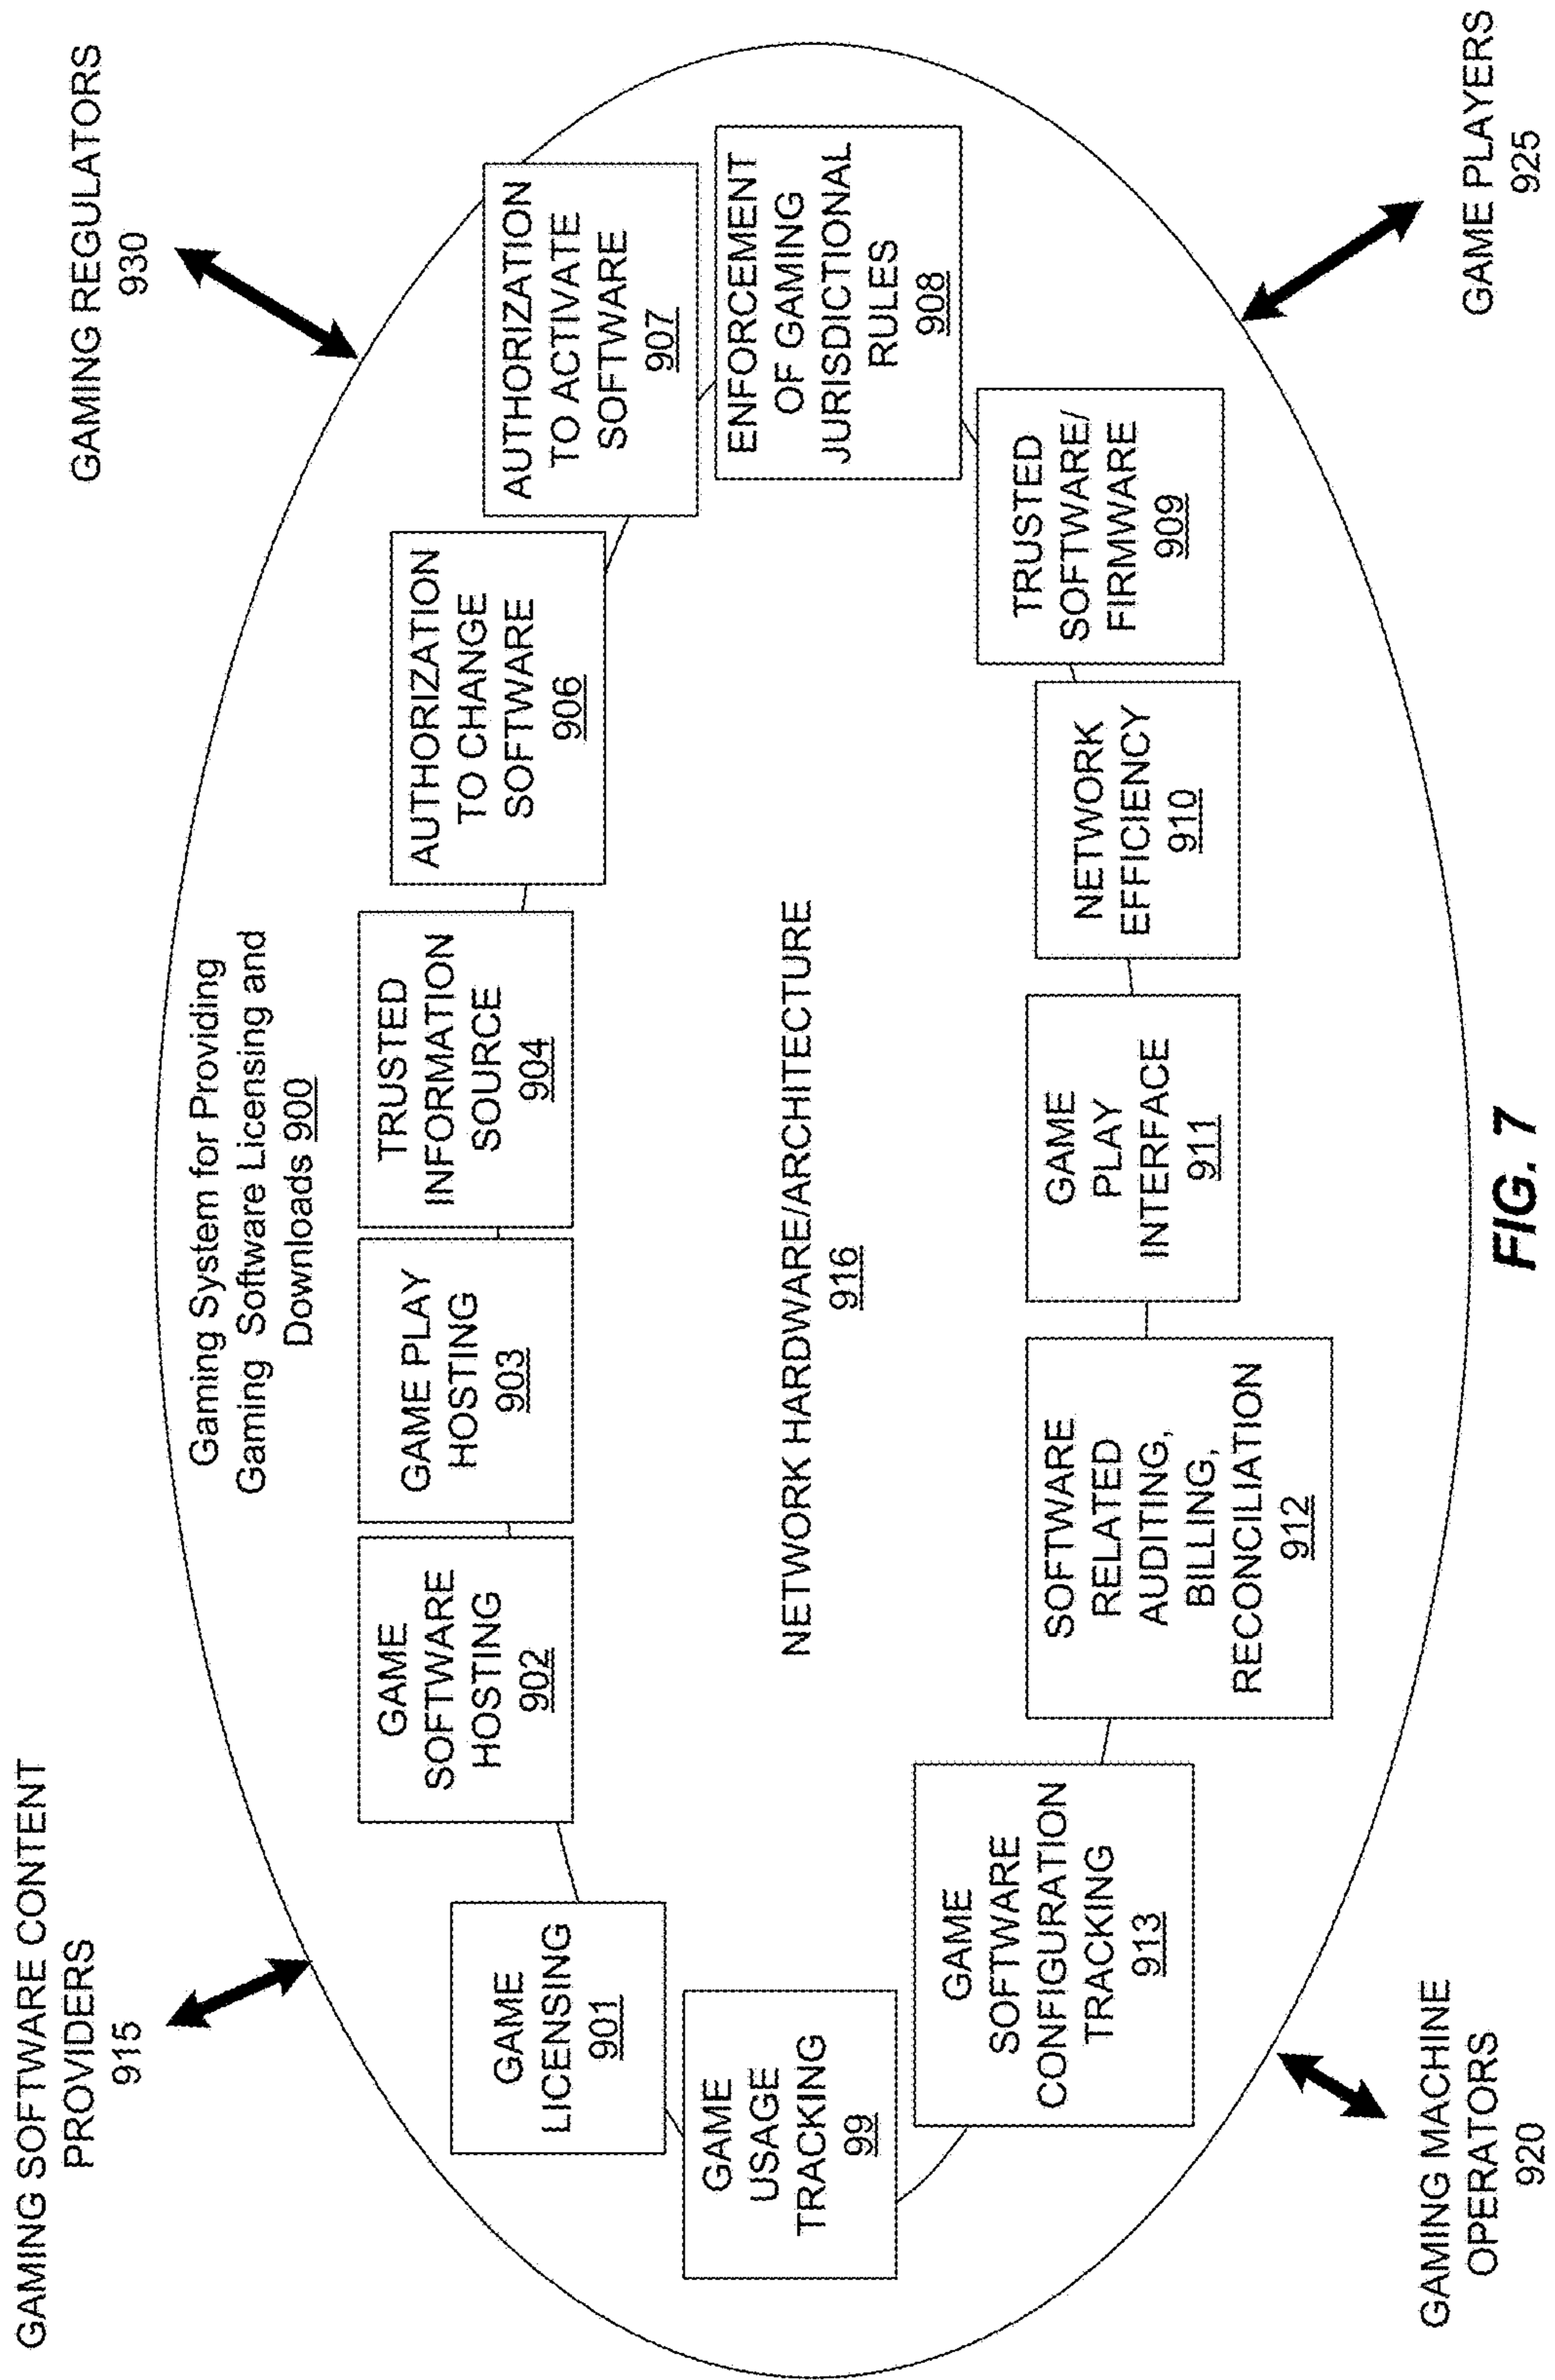 GAMING SOFTWARE CONTENT
PROVIDERS
915
GAMING REGULATORS
930
Gaming System for Providing
Gaming Software Licensing and
Downloads 900
GAME
LICENSING
901
GAME
SOFTWARE
HOSTING
902
GAME PLAY
HOSTING
903
TRUSTED
INFORMATION
SOURCE
904
AUTHORIZATION
TO CHANGE
SOFTWARE
906
AUTHORIZATION
TO ACTIVATE
SOFTWARE
907
GAME
USAGE
TRACKING
99
NETWORK HARDWARE/ARCHITECTURE
916
ENFORCEMENT
OF GAMING
JURISDICTIONAL
RULES
908
GAME
SOFTWARE
CONFIGURATION
TRACKING
913
SOFTWARE
RELATED
AUDITING,
BILLING,
RECONCILIATION
912
GAME
PLAY
INTERFACE
911
NETWORK
EFFICIENCY
910
TRUSTED
SOFTWARE/
FIRMWARE
909
GAMING MACHINE
OPERATORS
920
GAME PLAYERS
925
FIG. 7